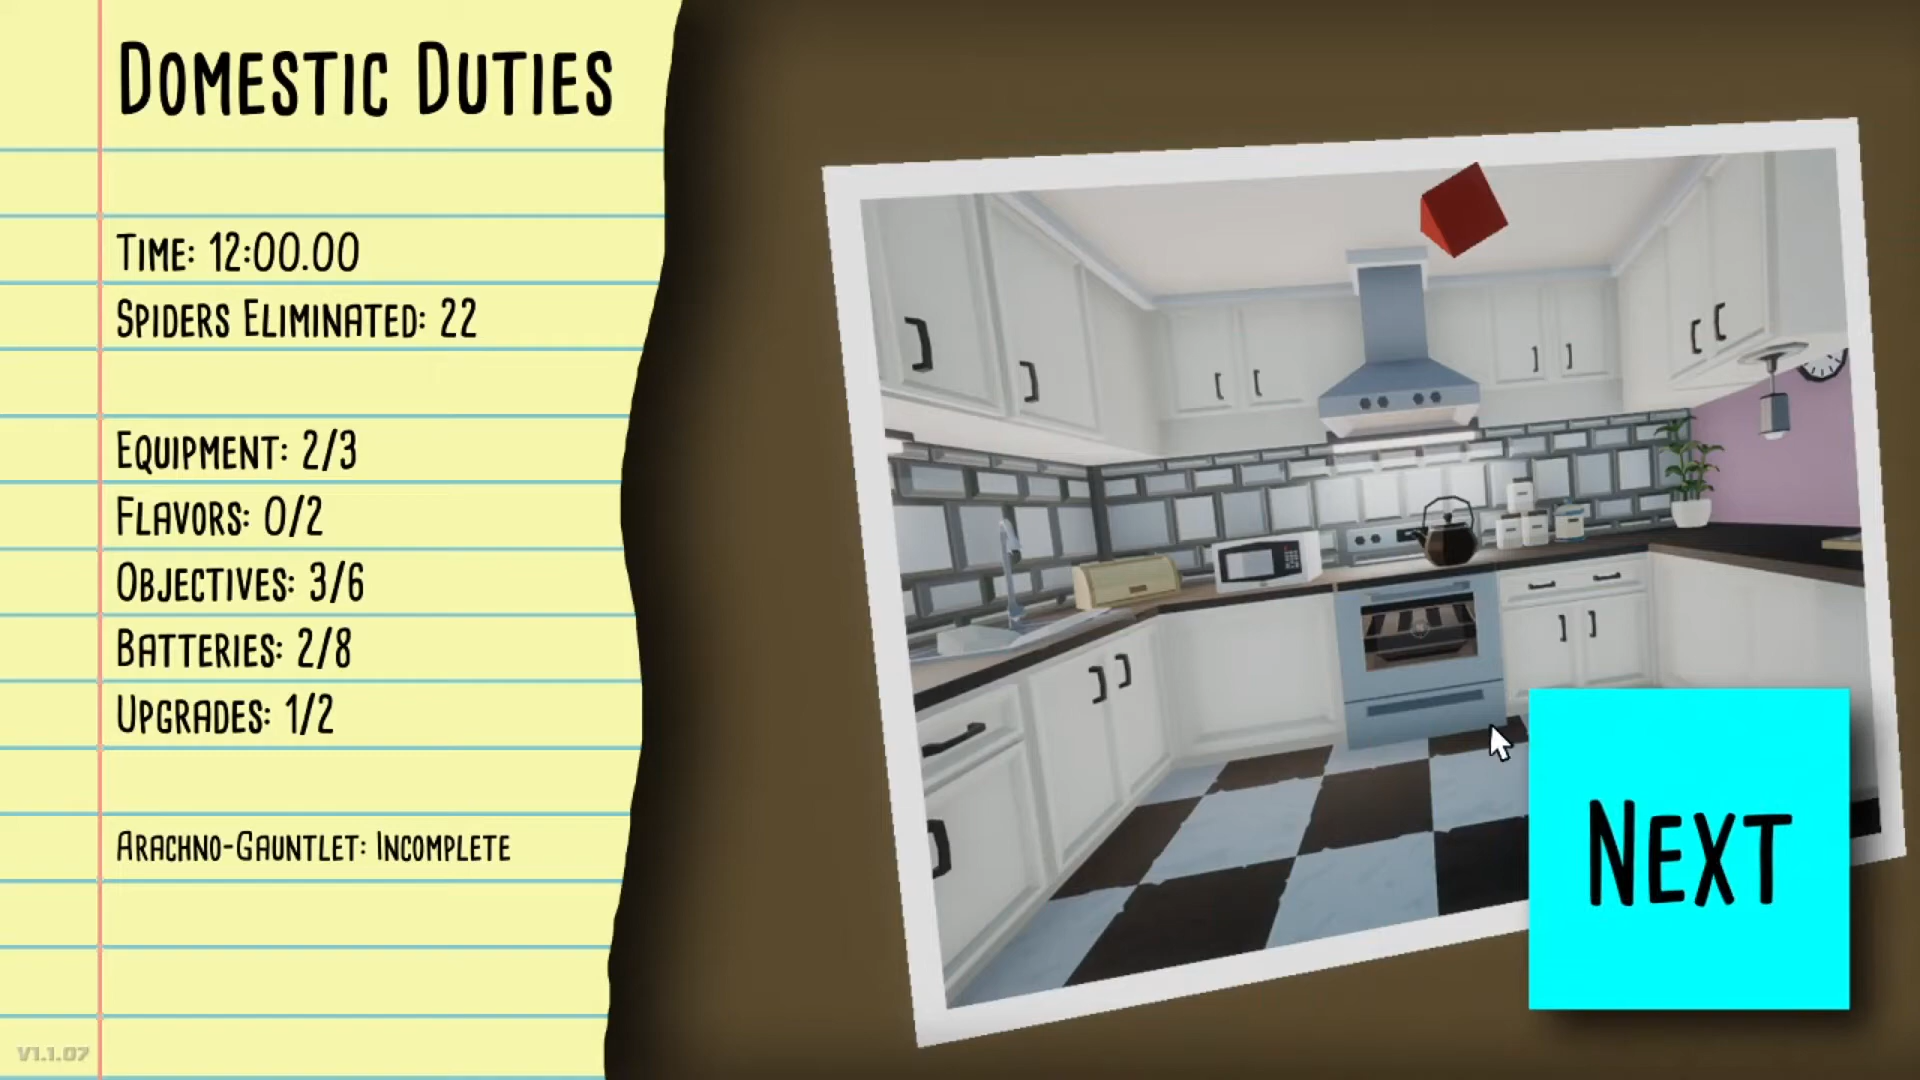 Domestic Duties
Time: 12:00.00
Spiders Eliminated: 22
Equipment: 2/3
Flavors: 0/2
Objectives: 3/6
Batteries: 2/8
Upgrades: 1/2
Arachno-Gauntlet: Incomplete
Next
V1.1.07